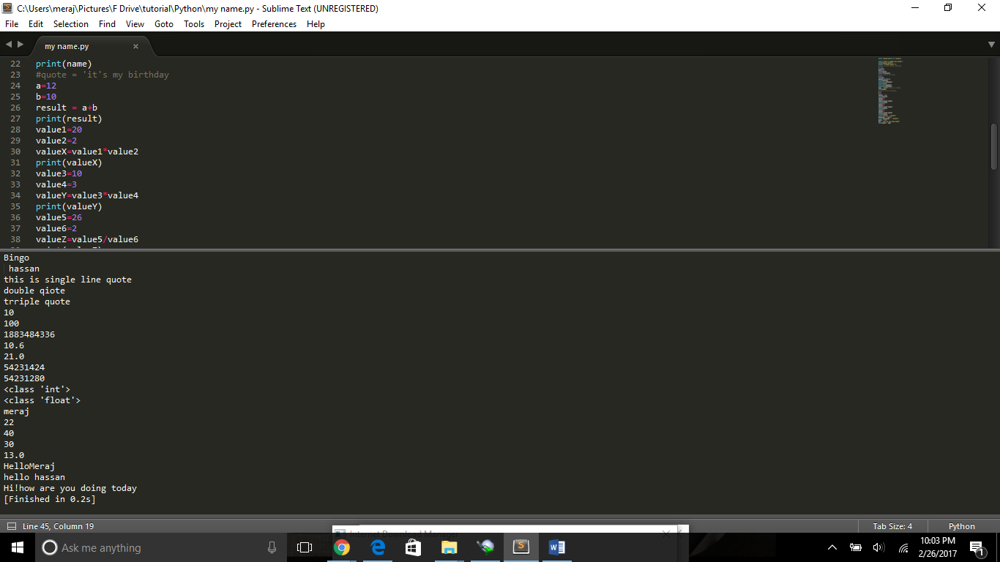 C:\Users\meraj\Pictures\F Drive\tutorial\Python\my name.py - Sublime Text (UNREGISTERED)
File Edit Selection Find View Goto Tools Project Preferences Help
my name.py
22 print(name)
23 #quote = 'it's my birthday
24 a=12
25 b=10
26 result = a+b
27 print(result)
28 value1=20
29 value2=2
30 valueX=value1*value2
31 print(valueX)
32 value3=10
33 value4=3
34 valueY=value3*value4
35 print(valueY)
36 value5=26
37 value6=2
38 valueZ=value5/value6
Bingo
hassan
this is single line quote
double qiote
trriple quote
10
100
1883484336
10.6
21.0
54231424
54231280
<class 'int'>
<class 'float'>
meraj
22
40
30
13.0
HelloMeraj
hello hassan
Hi!how are you doing today
[Finished in 0.2s]
Line 45, Column 19 Tab Size: 4 Python
Internet Download Manager
Ask me anything
10:03 PM
2/26/2017
1